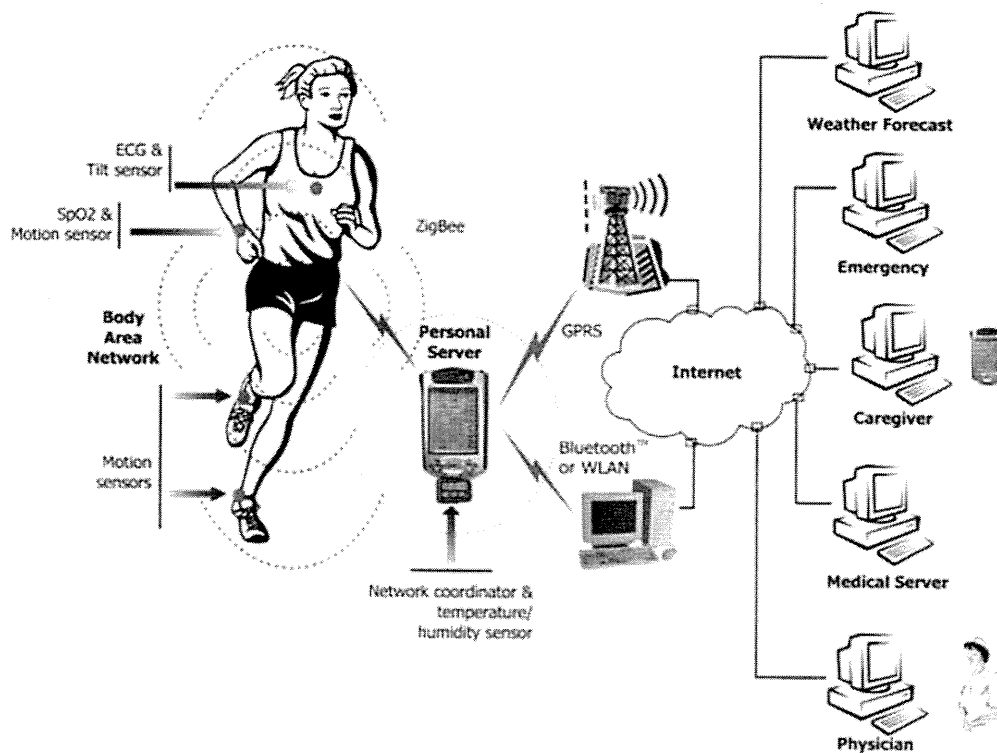 Weather Forecast
ECG &
Tilt sensor
SpO2 &
Motion sensor
ZigBee
Emergency
Body
Area
Network
Personal
Server
GPRS
Internet
Caregiver
Motion
sensors
Bluetooth™
or WLAN
Medical Server
Network coordinator &
temperature/
humidity sensor
Physician